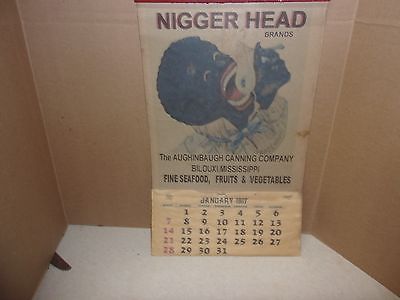 NIGGER HEAD
BRANDS
The AUGHINBAUGH CANNING COMPANY
BILOUXI MISSISSIPPI
FINE SEAFOOD, FRUITS & VEGETABLES
JANUARY 1917
1 2 3 4 5 6
7 8 9 10 11 12 13
14 15 16 17 18 19 20
21 22 23 24 25 26 27
28 29 30 31